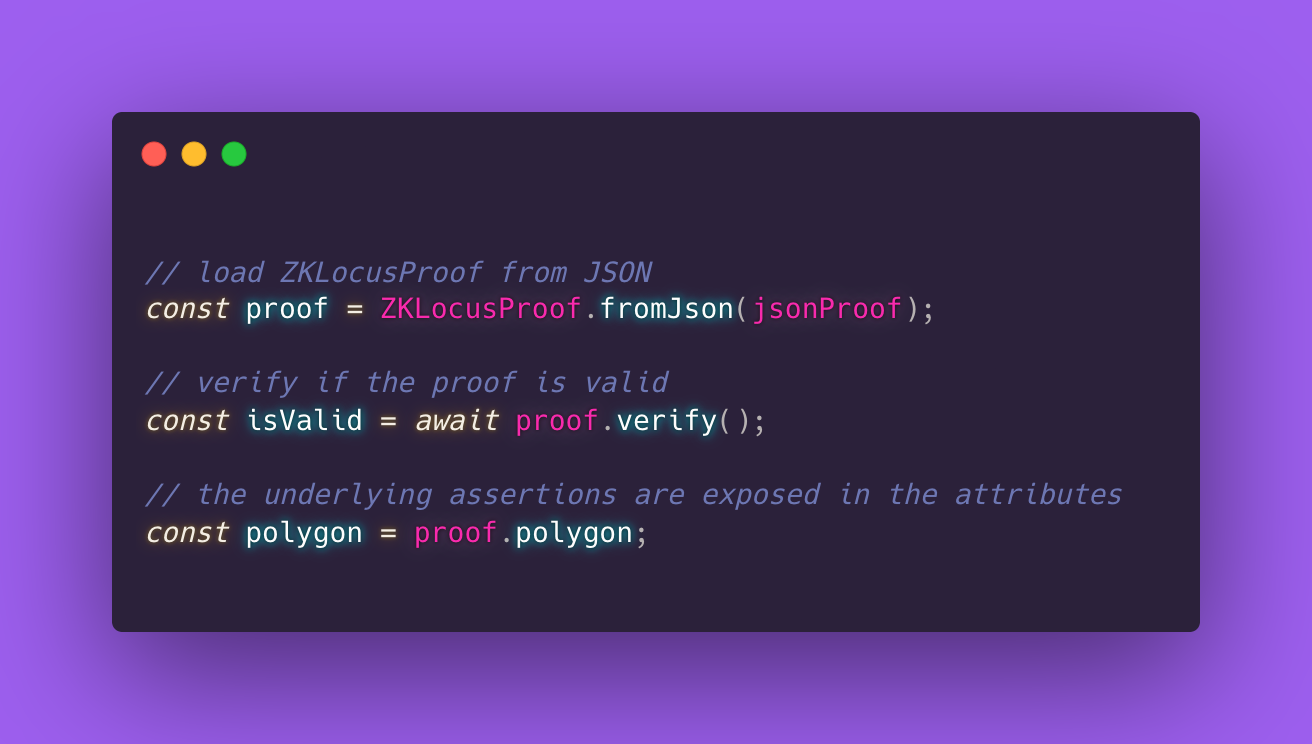 // load ZKLocusProof from JSON
const proof = ZKLocusProof.fromJson(jsonProof);
// verify if the proof is valid
const isValid = await proof.verify();
// the underlying assertions are exposed in the attributes
const polygon = proof.polygon;